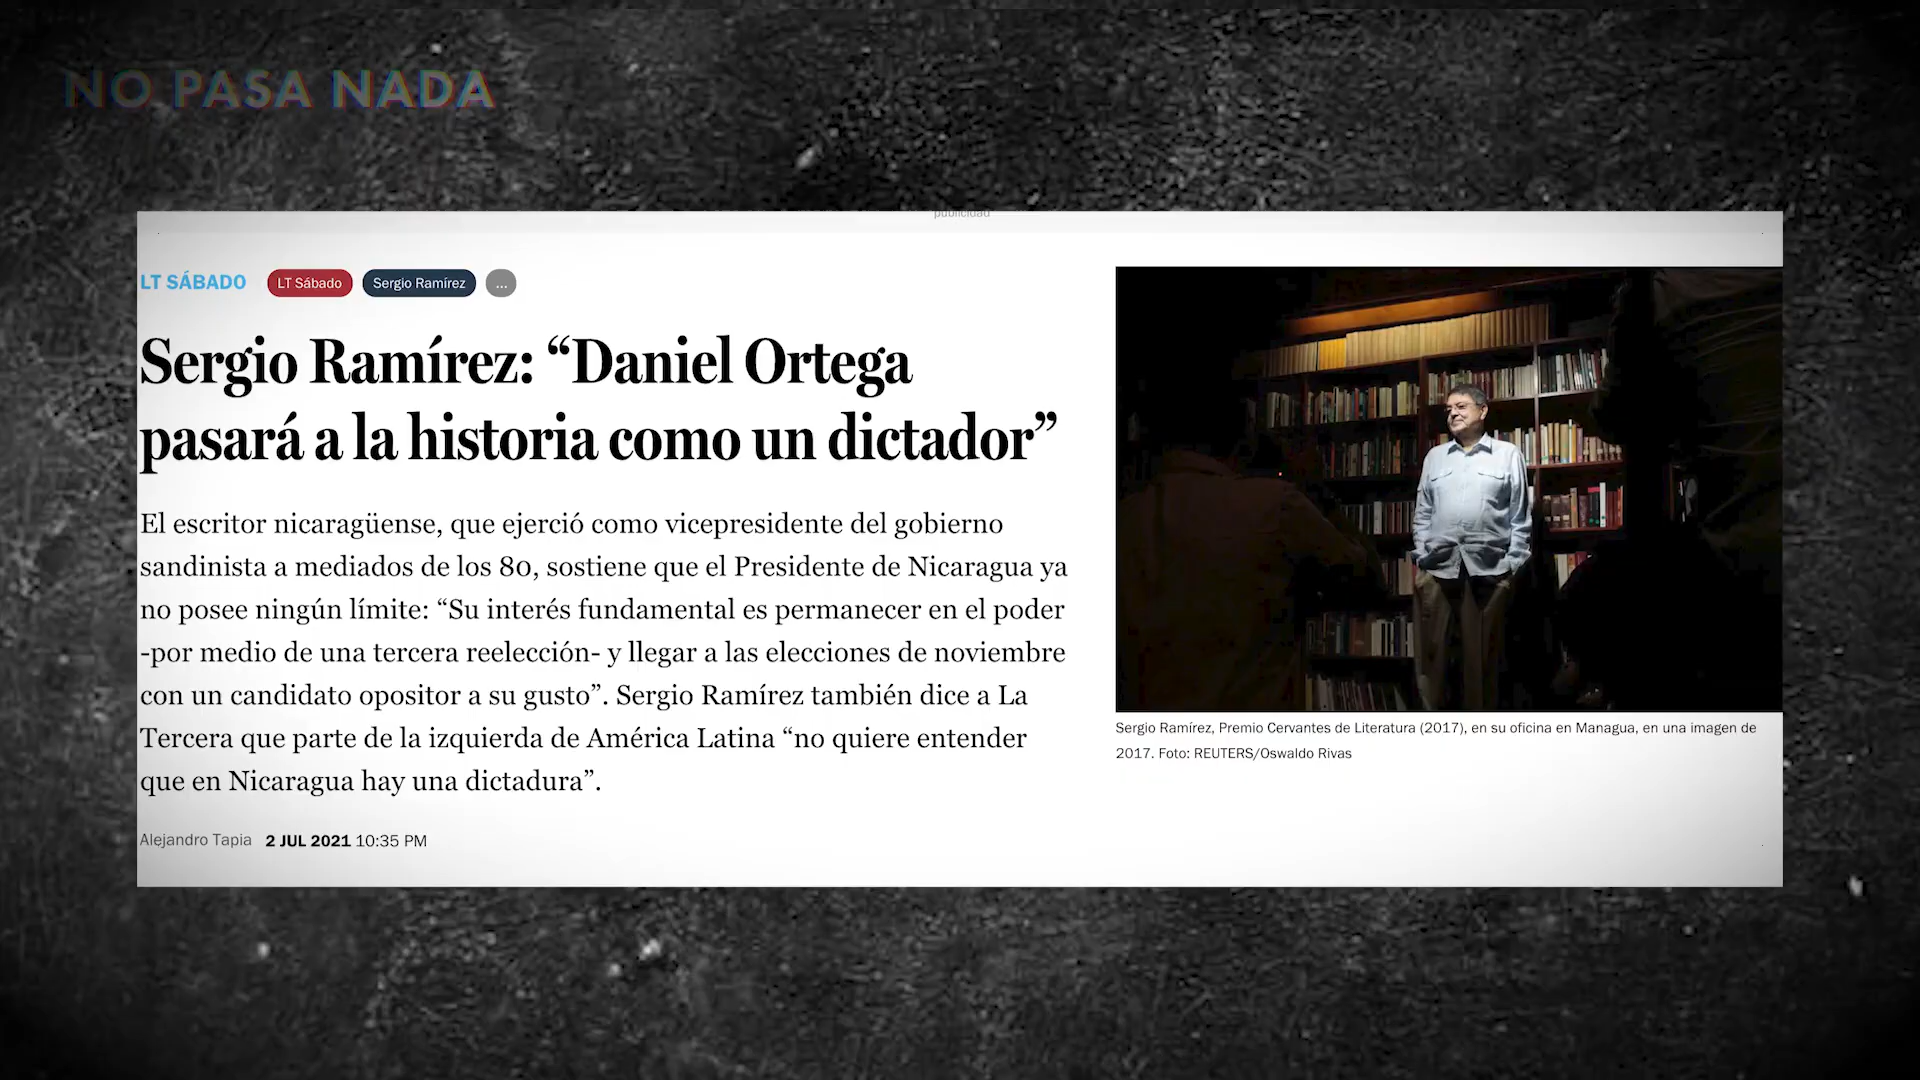 NO PASA NADA
publicidad
LT SÁBADO LT Sábado Sergio Ramírez ...
Sergio Ramírez: “Daniel Ortega
pasará a la historia como un dictador”
El escritor nicaragüense, que ejerció como vicepresidente del gobierno
sandinista a mediados de los 80, sostiene que el Presidente de Nicaragua ya
no posee ningún límite: “Su interés fundamental es permanecer en el poder
-por medio de una tercera reelección- y llegar a las elecciones de noviembre
con un candidato opositor a su gusto”. Sergio Ramírez también dice a La
Tercera que parte de la izquierda de América Latina “no quiere entender
que en Nicaragua hay una dictadura”.
Alejandro Tapia 2 JUL 2021 10:35 PM
Sergio Ramírez, Premio Cervantes de Literatura (2017), en su oficina en Managua, en una imagen de
2017. Foto: REUTERS/Oswaldo Rivas